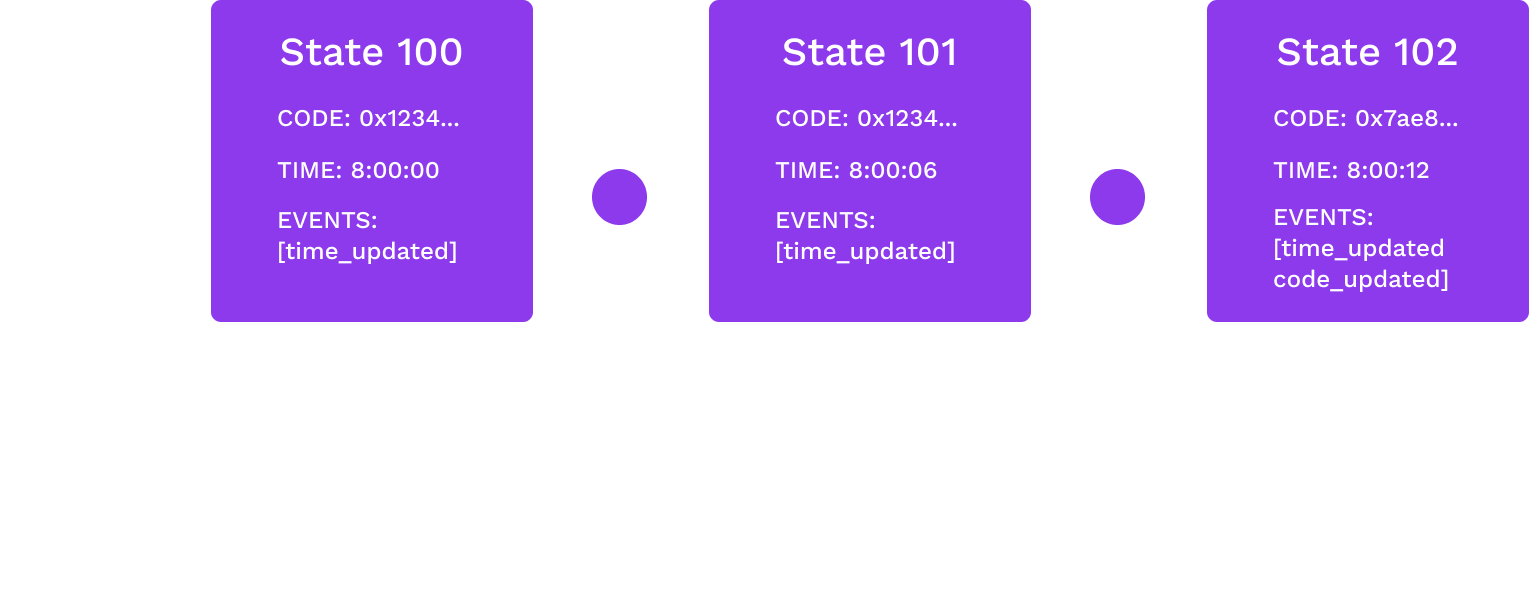 State 100
CODE: 0x1234...
TIME: 8:00:00
EVENTS:
[time_updated]
State 101
CODE: 0x1234...
TIME: 8:00:06
EVENTS:
[time_updated]
State 102
CODE: 0x7ae8...
TIME: 8:00:12
EVENTS:
[time_updated
code_updated]